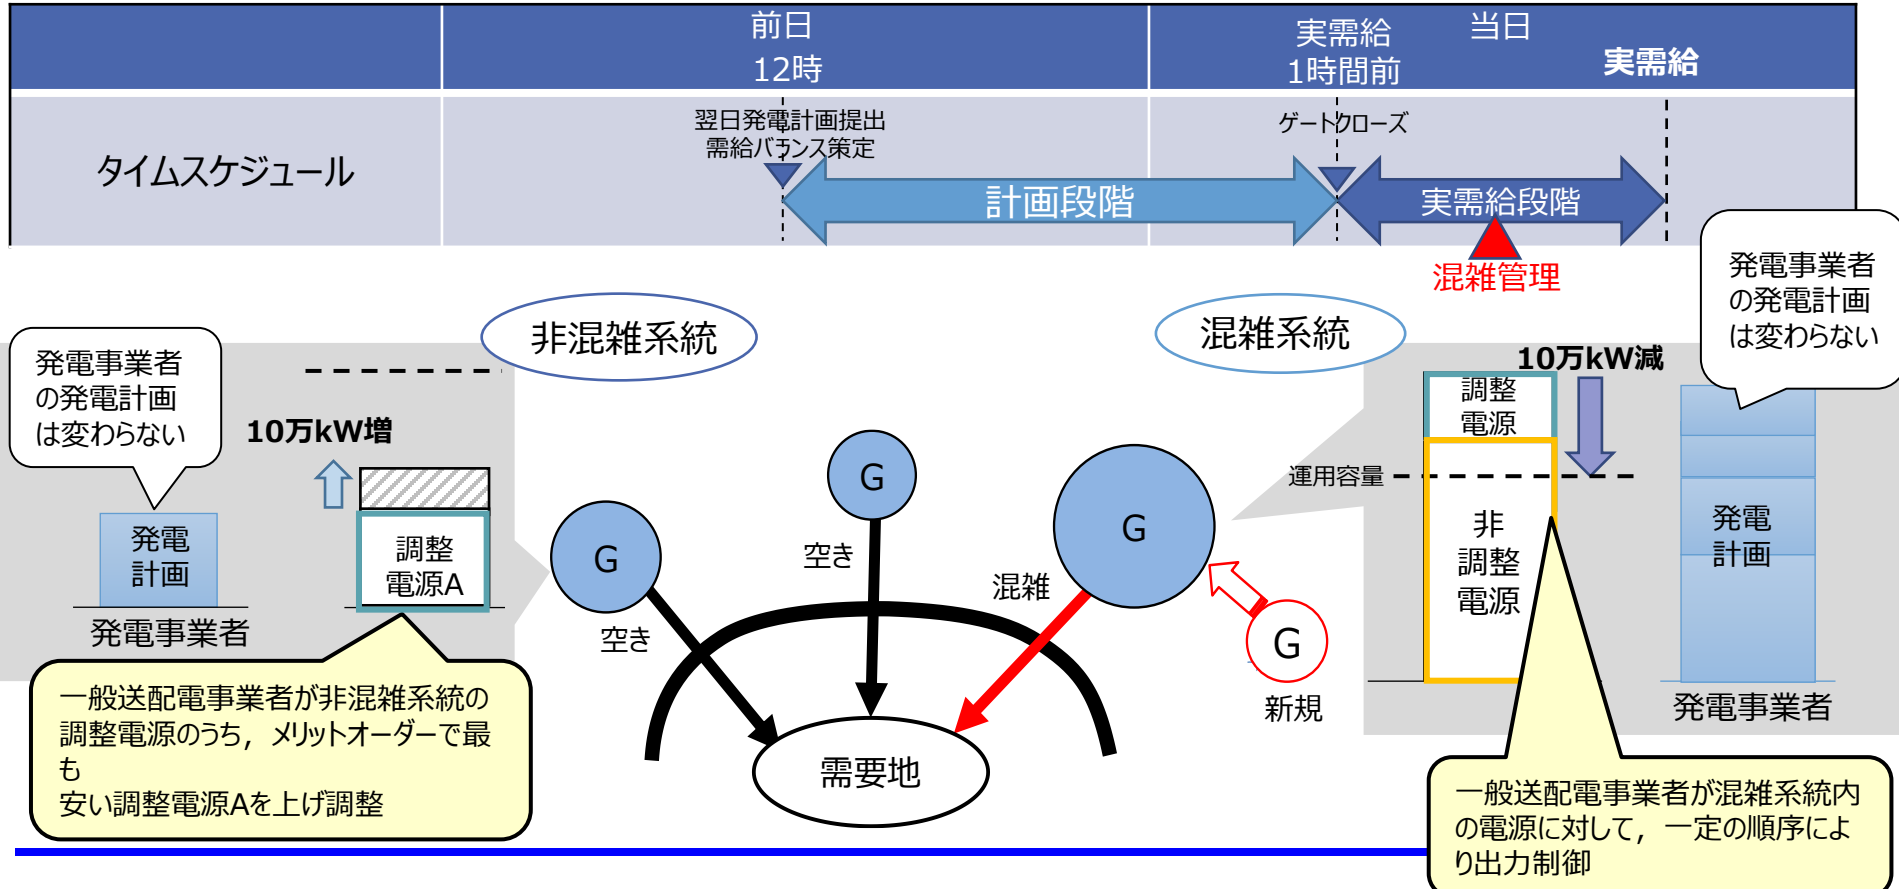 前日
12時
実需給
1時間前
当日
実需給
タイムスケジュール
翌日発電計画提出
需給バランス策定
ゲートクローズ
計画段階
実需給段階
混雑管理
発電事業者
の発電計画
は変わらない
非混雑系統
混雑系統
発電事業者
の発電計画
は変わらない
10万kW増
発電
計画
調整
電源A
発電事業者
10万kW減
調整
電源
運用容量
非
調整
電源
発電
計画
発電事業者
G
空き
G
空き
G
混雑
G
新規
需要地
一般送配電事業者が非混雑系統の
調整電源のうち，メリットオーダーで最
も
安い調整電源Aを上げ調整
一般送配電事業者が混雑系統内
の電源に対して，一定の順序によ
り出力制御